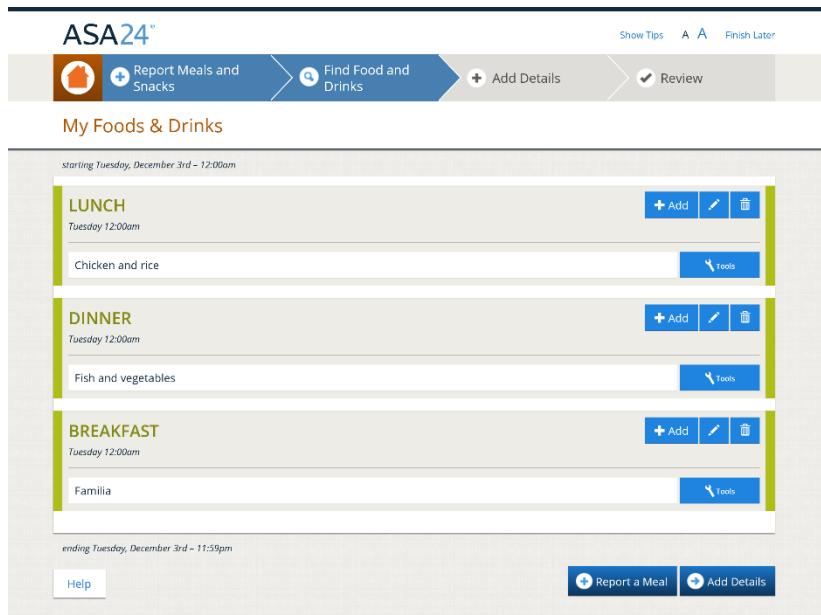 ASA24®
Show Tips A A Finish Later
Report Meals and
Snacks
Find Food and
Drinks
Add Details
Review
My Foods & Drinks
starting Tuesday, December 3rd – 12:00am
LUNCH
Add
Tuesday 12:00am
Chicken and rice
Tools
DINNER
Add
Tuesday 12:00am
Fish and vegetables
Tools
BREAKFAST
Add
Tuesday 12:00am
Familia
Tools
ending Tuesday, December 3rd – 11:59pm
Help
Report a Meal
Add Details